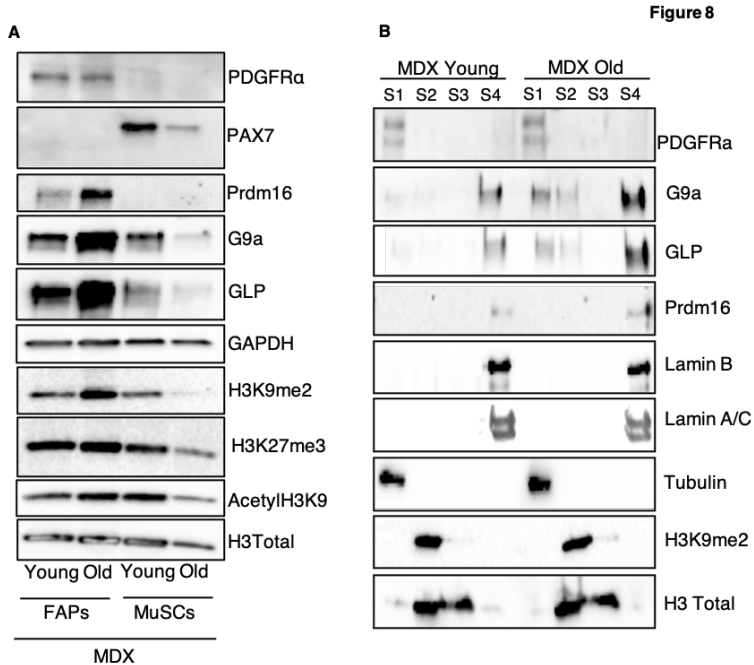 Figure 8
A
PDGFRα
PAX7
Prdm16
G9a
GLP
GAPDH
H3K9me2
H3K27me3
AcetylH3K9
H3Total
Young Old Young Old
FAPs MuSCs
MDX
B
MDX Young MDX Old
S1 S2 S3 S4 S1 S2 S3 S4
PDGFRa
G9a
GLP
Prdm16
Lamin B
Lamin A/C
Tubulin
H3K9me2
H3 Total